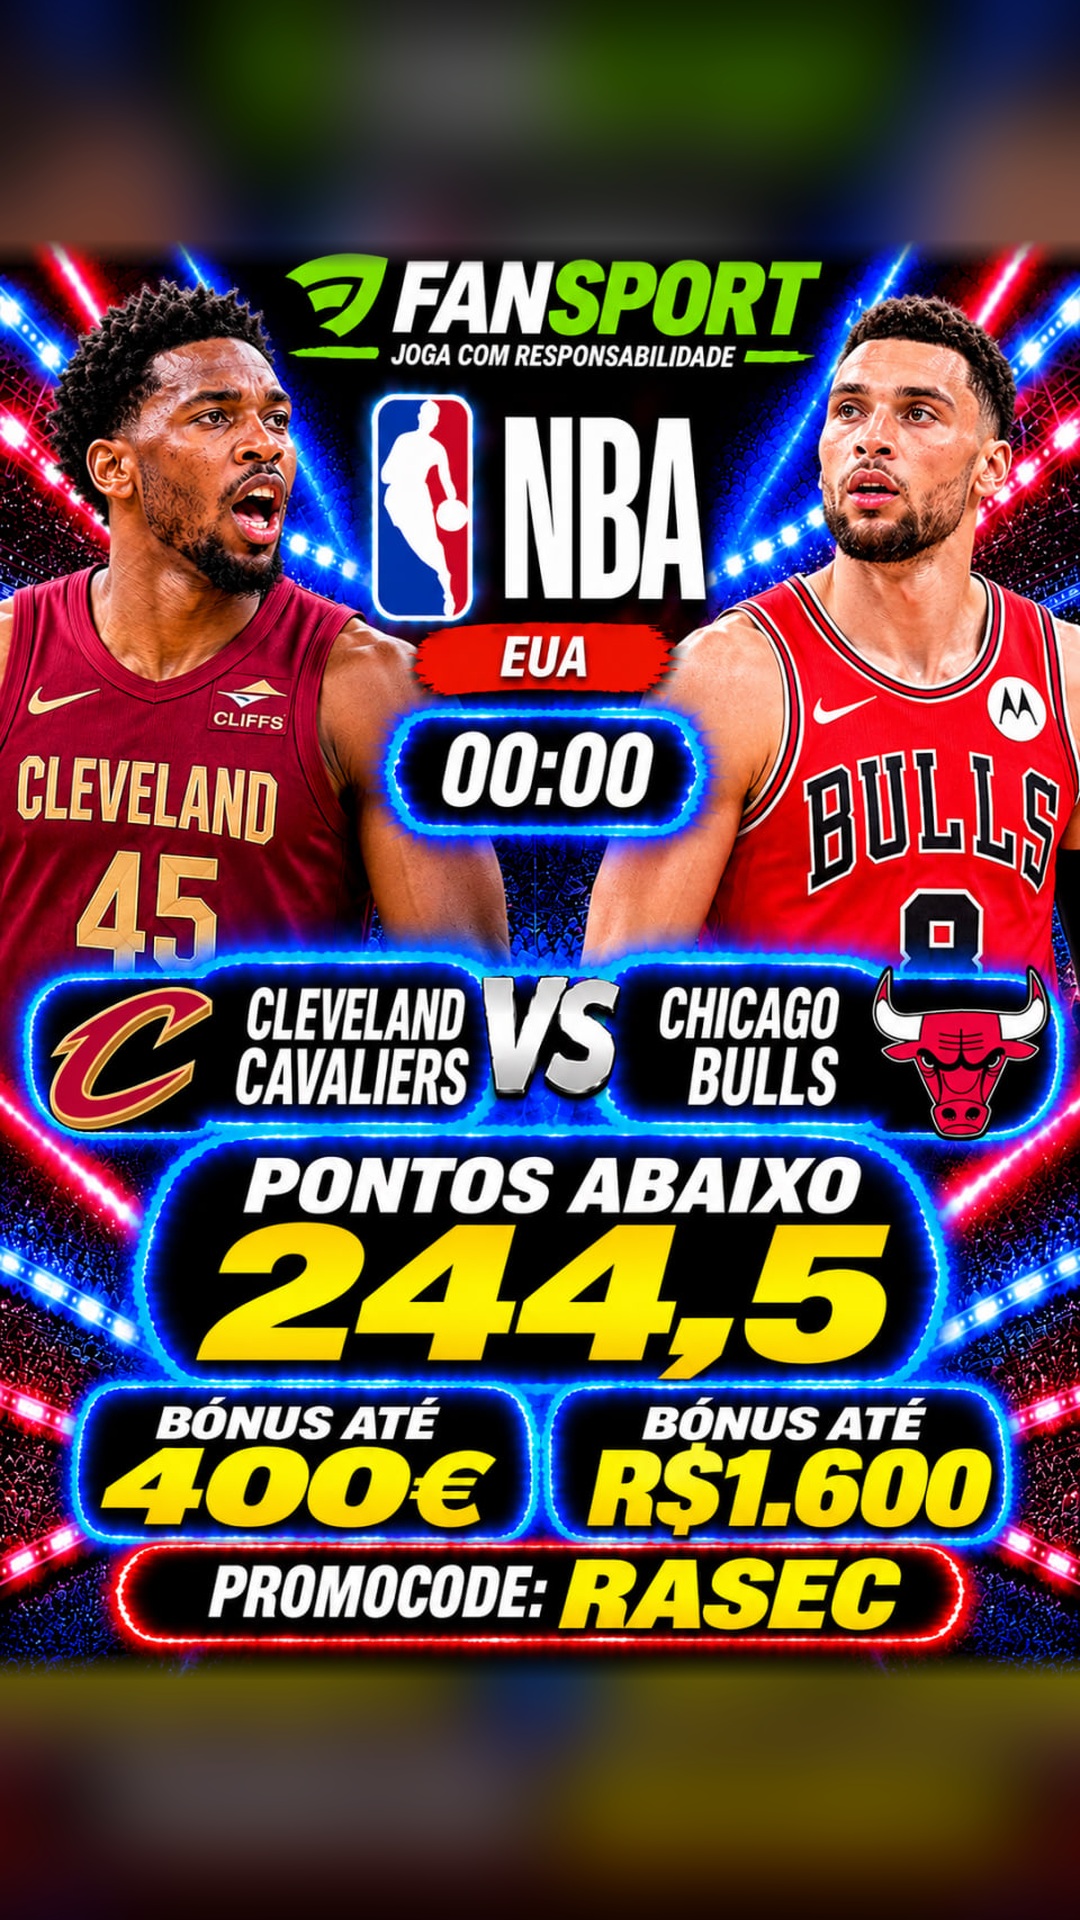 FANSPORT
JOGA COM RESPONSABILIDADE
NBA
EUA
00:00
CLIFFS
CLEVELAND
45
BULLS
8
CLEVELAND
CAVALIERS
VS
CHICAGO
BULLS
PONTOS ABAIXO
244,5
BÓNUS ATÉ
400€
BÓNUS ATÉ
R$1.600
PROMOCODE: RASEC